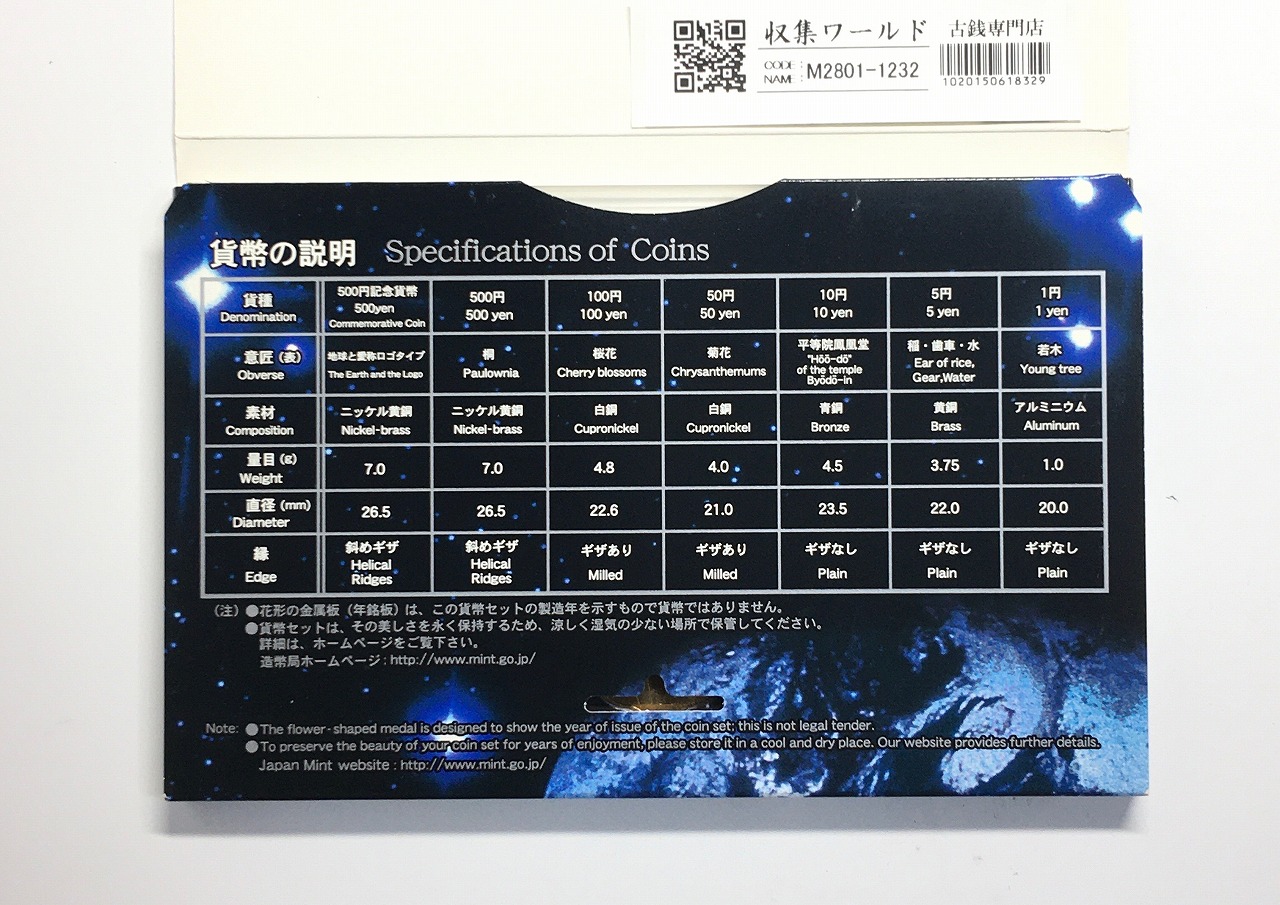 収集ワールド 古銭専門店
CODE:
NAME: M2801-1232
1020150618329
貨幣の説明 Specifications of Coins
貨種 Denomination
500円記念貨幣 500yen Commemorative Coin
500円 500 yen
100円 100 yen
50円 50 yen
10円 10 yen
5円 5 yen
1円 1 yen
意匠(表) Obverse
地球と愛称ロゴタイプ The Earth and the Logo
桐 Paulownia
桜花 Cherry blossoms
菊花 Chrysanthemums
平等院鳳凰堂 "Hōō-dō" of the temple Byōdō-in
稲・歯車・水 Ear of rice, Gear,Water
若木 Young tree
素材 Composition
ニッケル黄銅 Nickel-brass
ニッケル黄銅 Nickel-brass
白銅 Cupronickel
白銅 Cupronickel
青銅 Bronze
黄銅 Brass
アルミニウム Aluminum
量目(g) Weight
7.0
7.0
4.8
4.0
4.5
3.75
1.0
直径(mm) Diameter
26.5
26.5
22.6
21.0
23.5
22.0
20.0
縁 Edge
斜めギザ Helical Ridges
斜めギザ Helical Ridges
ギザあり Milled
ギザあり Milled
ギザなし Plain
ギザなし Plain
ギザなし Plain
(注)●花形の金属板(年銘板)は、この貨幣セットの製造年を示すもので貨幣ではありません。
●貨幣セットは、その美しさを永く保持するため、涼しく湿気の少ない場所で保管してください。
詳細は、ホームページをご覧下さい。
造幣局ホームページ:http://www.mint.go.jp/
Note: ●The flower-shaped medal is designed to show the year of issue of the coin set; this is not legal tender.
●To preserve the beauty of your coin set for years of enjoyment, please store it in a cool and dry place. Our website provides further details.
Japan Mint website : http://www.mint.go.jp/